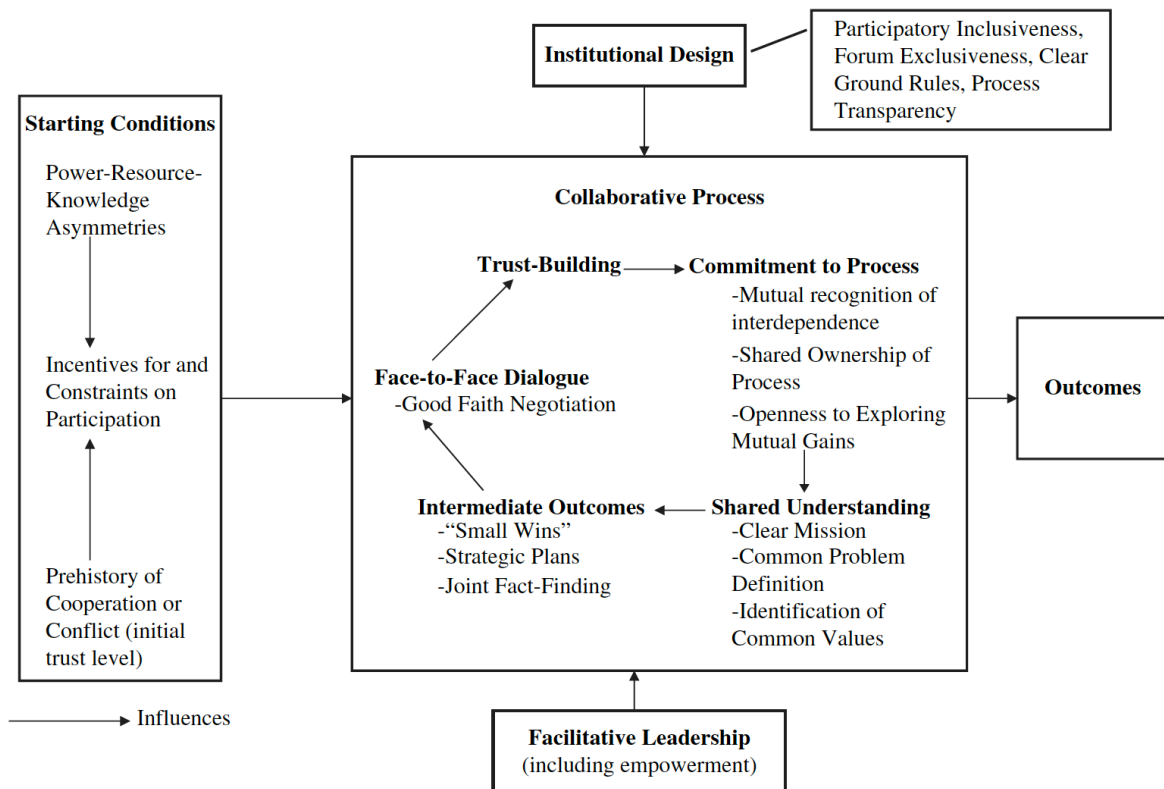 Institutional Design
Participatory Inclusiveness,
Forum Exclusiveness, Clear
Ground Rules, Process
Transparency
Starting Conditions
Power-Resource-
Knowledge
Asymmetries
Incentives for and
Constraints on
Participation
Prehistory of
Cooperation or
Conflict (initial
trust level)
Influences
Collaborative Process
Trust-Building
Commitment to Process
-Mutual recognition of
interdependence
-Shared Ownership of
Process
-Openness to Exploring
Mutual Gains
Face-to-Face Dialogue
-Good Faith Negotiation
Intermediate Outcomes
-“Small Wins”
-Strategic Plans
-Joint Fact-Finding
Shared Understanding
-Clear Mission
-Common Problem
Definition
-Identification of
Common Values
Outcomes
Facilitative Leadership
(including empowerment)